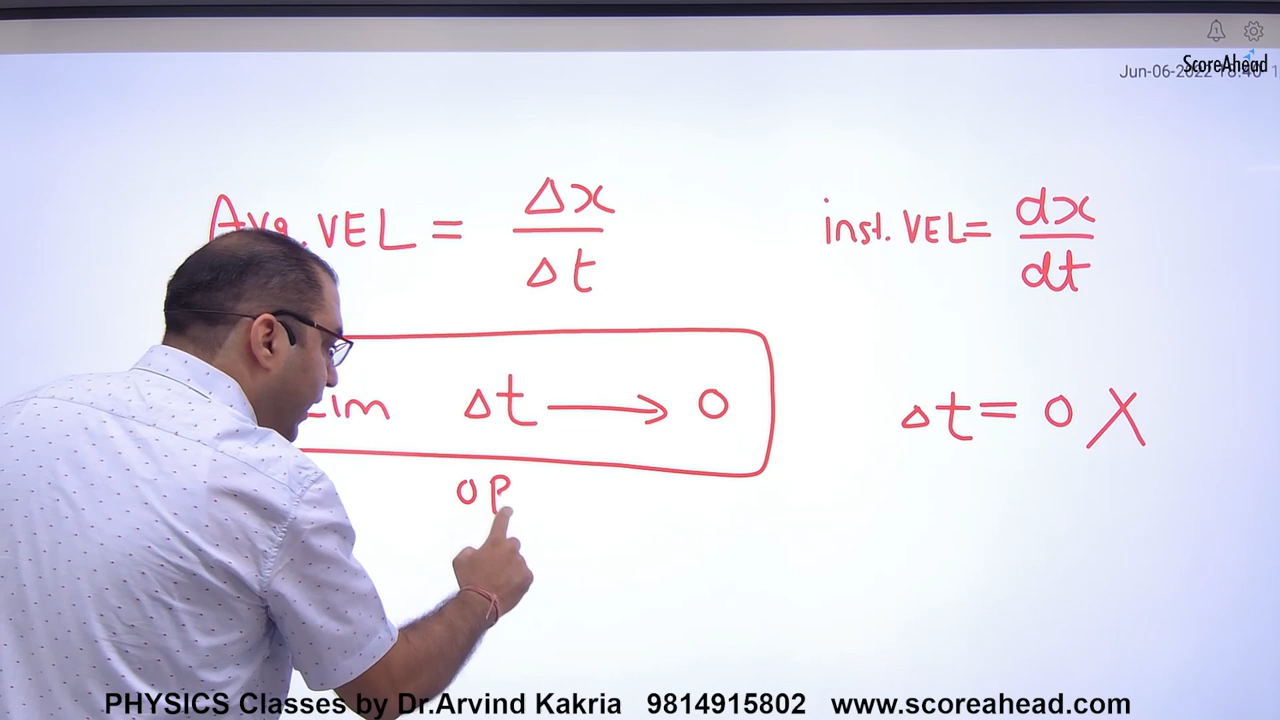 ScoreAhead
Jun-06-2022
Avg. VEL = Δx / Δt
inst. VEL = dx / dt
Lim Δt → 0
Δt = 0 X
OP
PHYSICS Classes by Dr.Arvind Kakria 9814915802 www.scoreahead.com